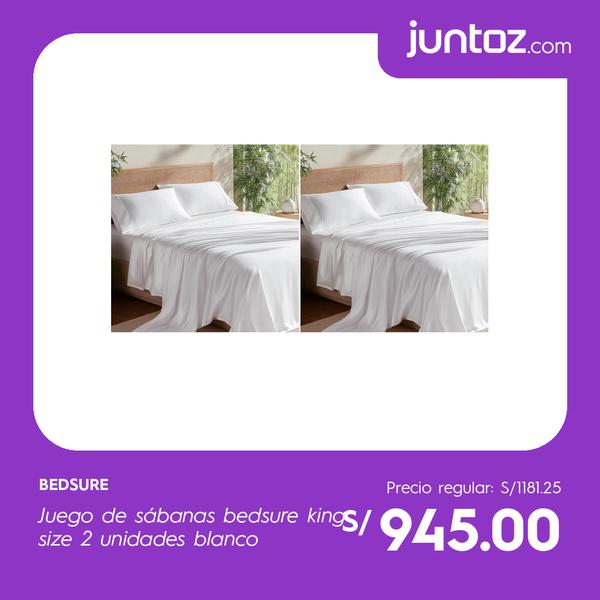 juntoz.com
BEDSURE
Juego de sábanas bedsure king
size 2 unidades blanco
Precio regular: S/1181.25
S/ 945.00